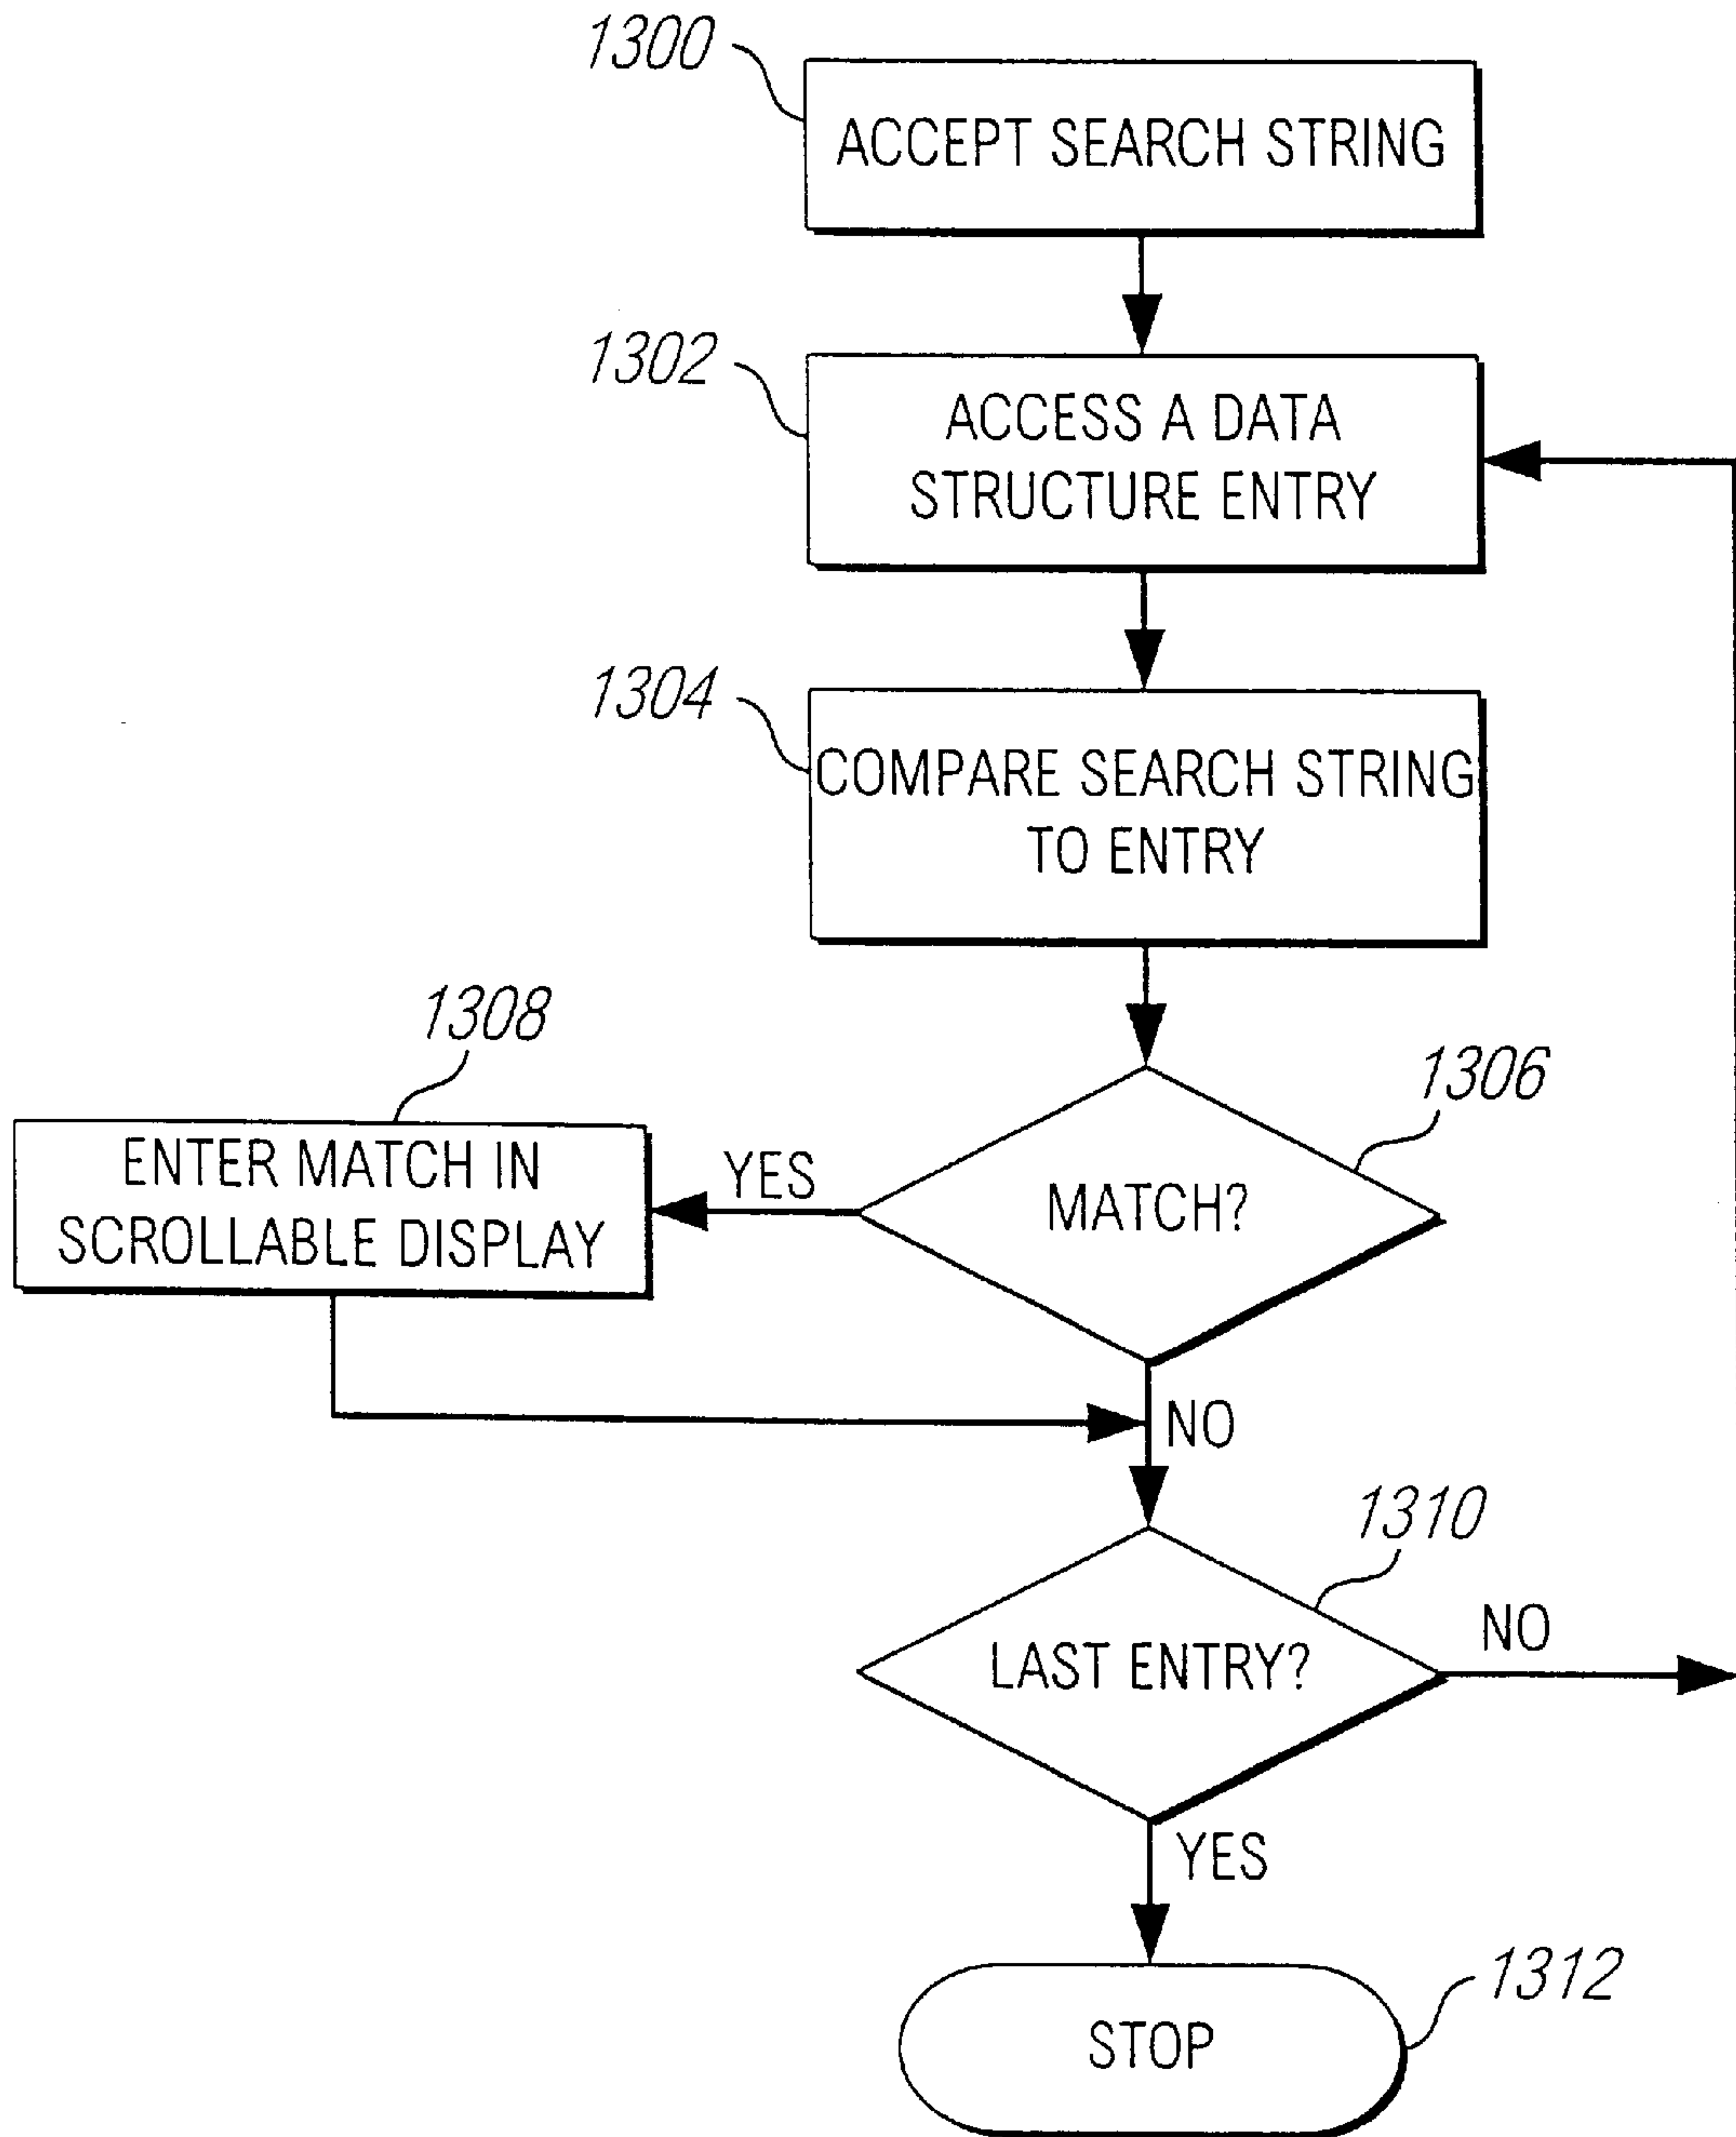 1300
ACCEPT SEARCH STRING
1302
ACCESS A DATA
STRUCTURE ENTRY
1304
COMPARE SEARCH STRING
TO ENTRY
1308
ENTER MATCH IN
SCROLLABLE DISPLAY
YES
1306
MATCH?
NO
1310
LAST ENTRY?
NO
YES
1312
STOP